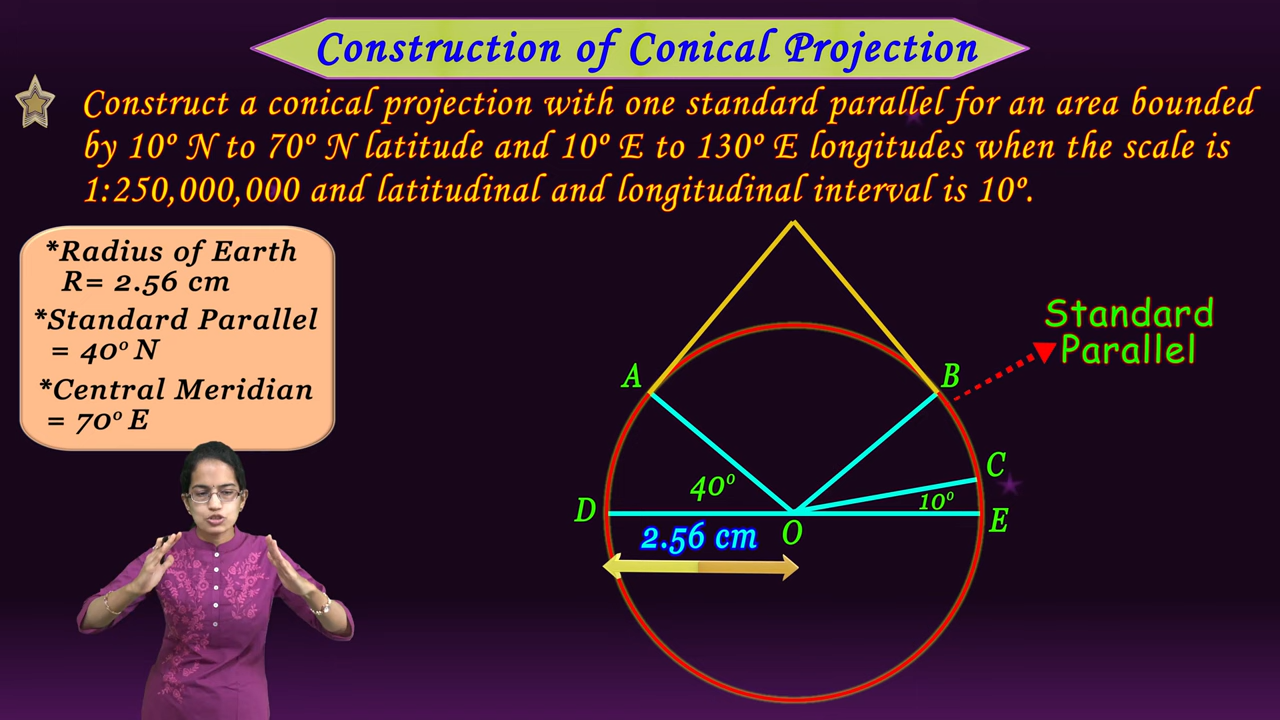 Construction of Conical Projection
Construct a conical projection with one standard parallel for an area bounded
by 10º N to 70º N latitude and 10º E to 130º E longitudes when the scale is
1:250,000,000 and latitudinal and longitudinal interval is 10º.
*Radius of Earth
R= 2.56 cm
*Standard Parallel
= 40º N
*Central Meridian
= 70º E
Standard
Parallel
A
B
C
40º
10º
D
O
E
2.56 cm